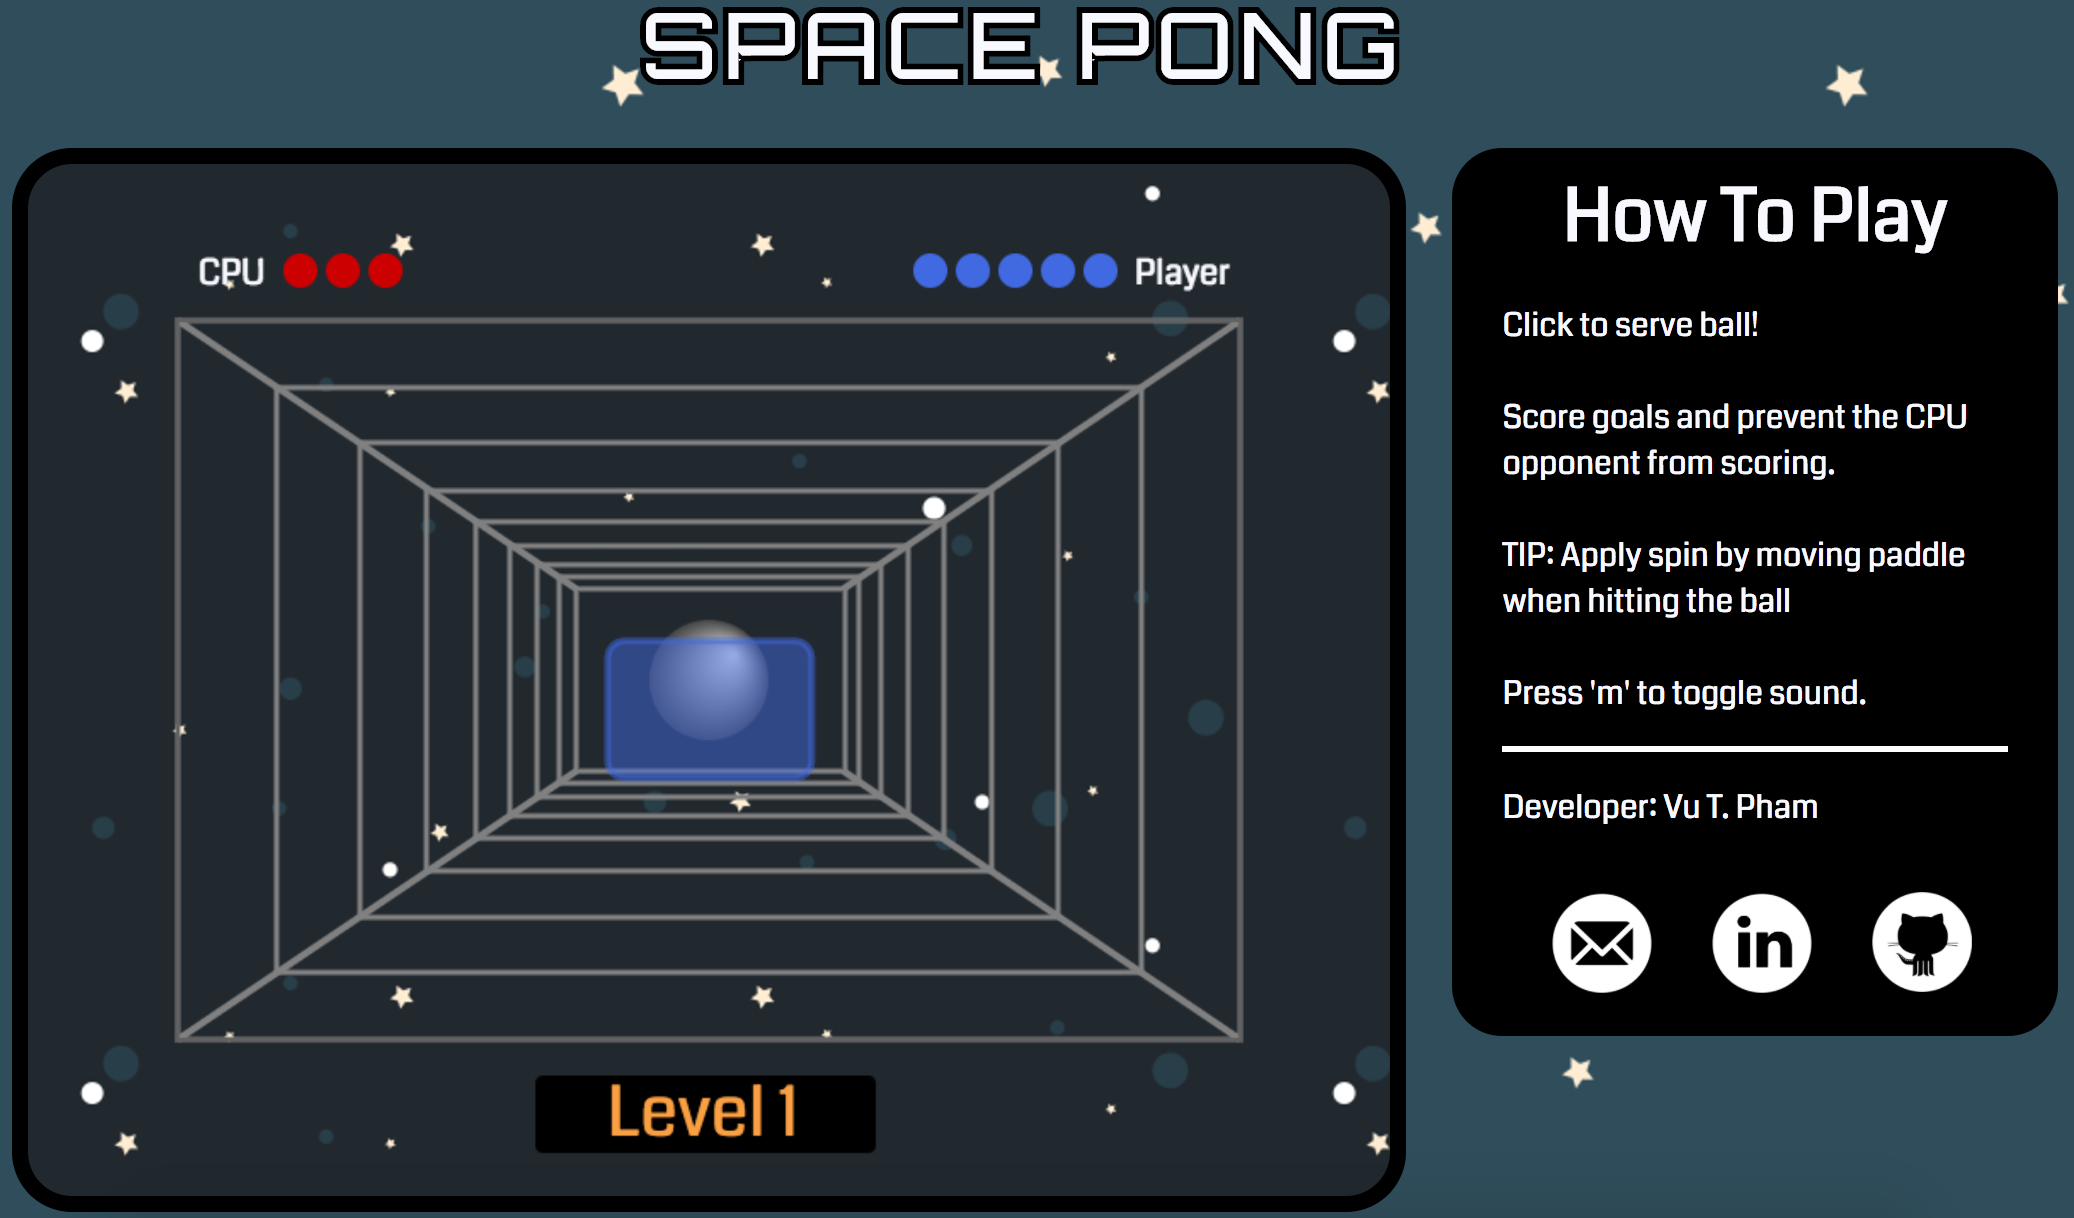 SPACE PONG
CPU
Player
Level 1
How To Play
Click to serve ball!
Score goals and prevent the CPU
opponent from scoring.
TIP: Apply spin by moving paddle
when hitting the ball
Press 'm' to toggle sound.
Developer: Vu T. Pham
in